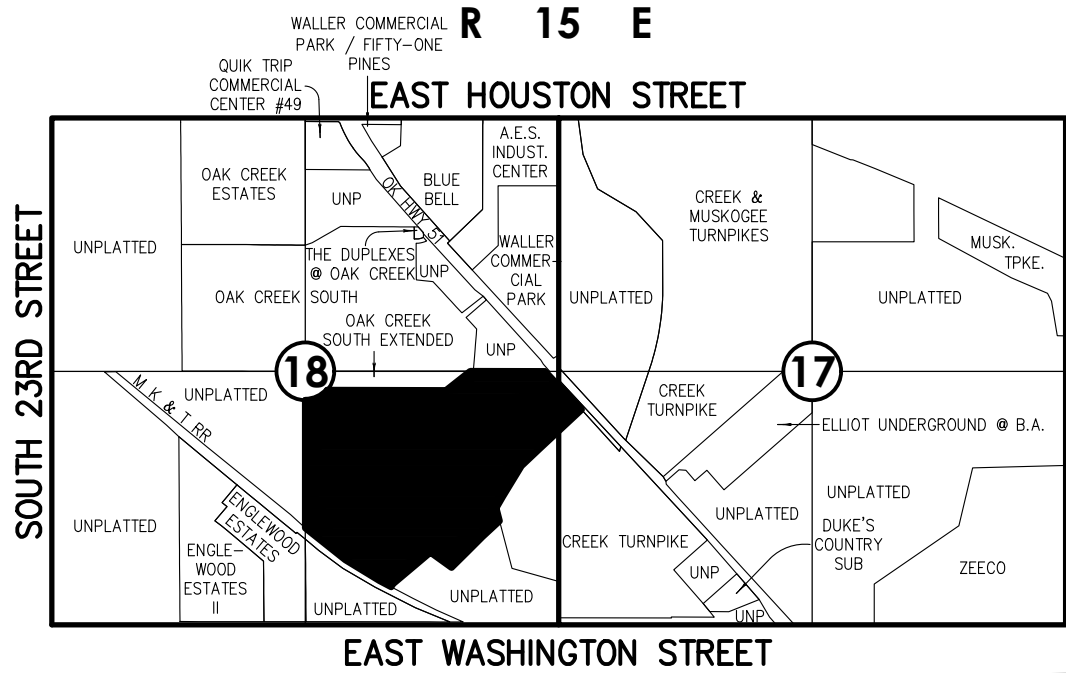 R 15 E
WALLER COMMERCIAL
PARK / FIFTY-ONE
PINES
QUIK TRIP
COMMERCIAL
CENTER #49
EAST HOUSTON STREET
SOUTH 23RD STREET
UNPLATTED
OAK CREEK
ESTATES
UNP
OK HWY 51
BLUE
BELL
A.E.S.
INDUST.
CENTER
THE DUPLEXES
@ OAK CREEK
UNP
WALLER
COMMER-
CIAL
PARK
OAK CREEK SOUTH
OAK CREEK
SOUTH EXTENDED
UNP
UNPLATTED
CREEK &
MUSKOGEE
TURNPIKES
MUSK.
TPKE.
UNPLATTED
18
17
M K & T RR
UNPLATTED
CREEK
TURNPIKE
ELLIOT UNDERGROUND @ B.A.
UNPLATTED
ENGLEWOOD
ESTATES
ENGLE-
WOOD
ESTATES
II
UNPLATTED
UNPLATTED
CREEK TURNPIKE
UNP
UNPLATTED
UNPLATTED
DUKE'S
COUNTRY
SUB
UNP
ZEECO
EAST WASHINGTON STREET